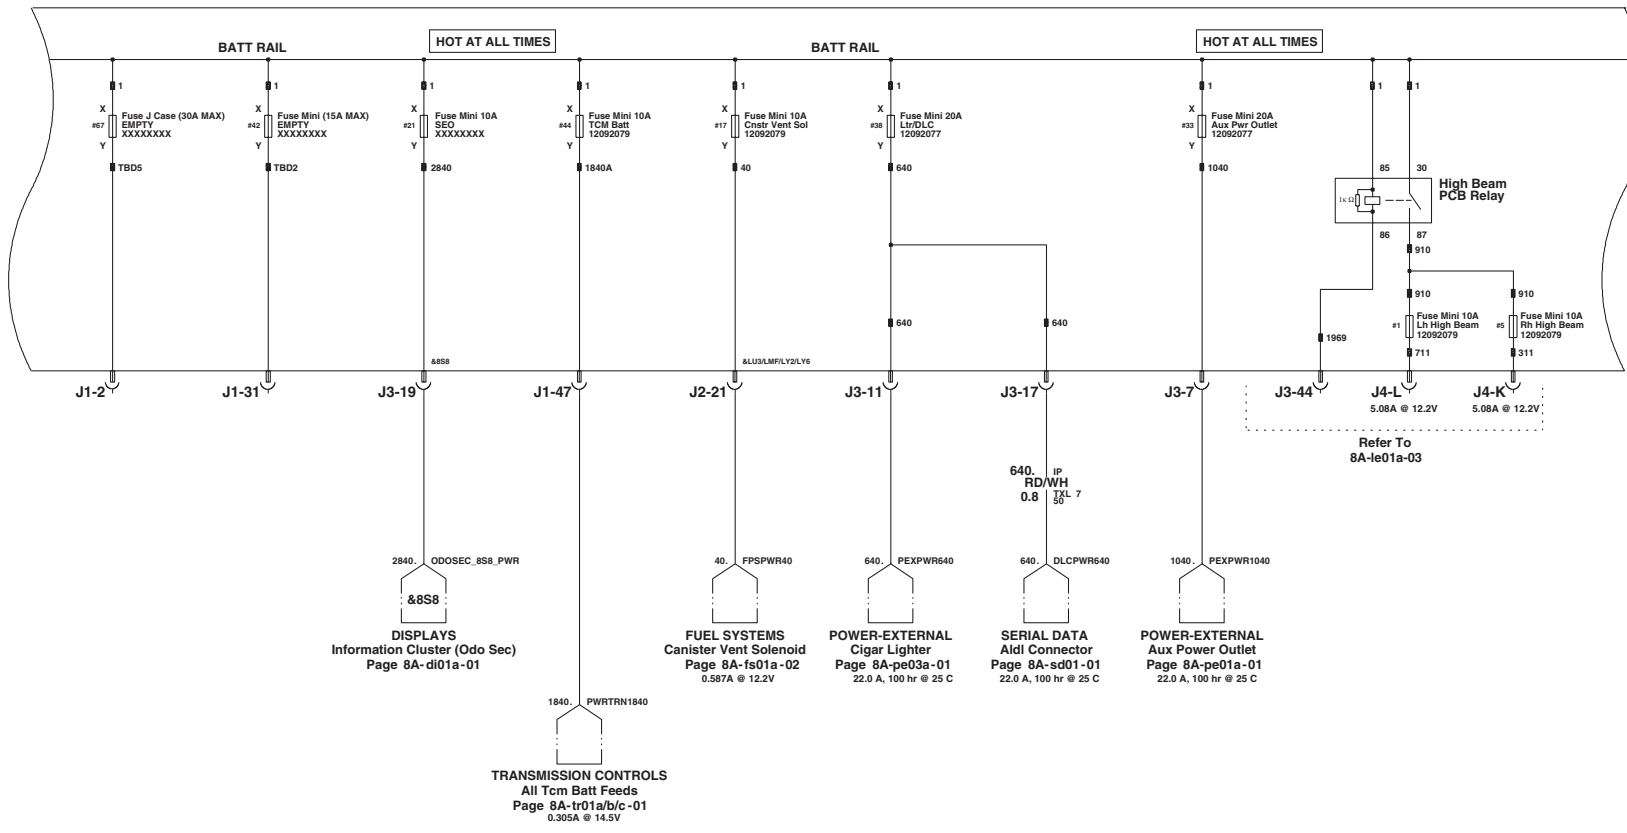 BATT RAIL
HOT AT ALL TIMES
BATT RAIL
HOT AT ALL TIMES
1 1 1 1 1 1 1 1 1
X
#67
Y
Fuse J Case (30A MAX)
EMPTY
XXXXXXXX
X
#42
Y
Fuse Mini (15A MAX)
EMPTY
XXXXXXXX
X
#21
Y
Fuse Mini 10A
SEO
XXXXXXXX
X
#44
Y
Fuse Mini 10A
TCM Batt
12092079
X
#17
Y
Fuse Mini 10A
Cnstr Vent Sol
12092079
X
#38
Y
Fuse Mini 20A
Ltr/DLC
12092077
X
#33
Y
Fuse Mini 20A
Aux Pwr Outlet
12092077
TBD5 TBD2 2840 1840A 40 640 1040
85 30
1K Ω
High Beam
PCB Relay
86 87
910
910 910
640 640
#1
Fuse Mini 10A
Lh High Beam
12092079
#5
Fuse Mini 10A
Rh High Beam
12092079
1969
711 311
&8S8
&LU3/LMF/LY2/LY6
J1-2 J1-31 J3-19 J1-47 J2-21 J3-11 J3-17 J3-7 J3-44 J4-L J4-K
5.08A @ 12.2V 5.08A @ 12.2V
Refer To
8A-le01a-03
640. IP
RD/WH
0.8 TXL 7
50
2840. ODOSEC_8S8_PWR
&8S8
DISPLAYS
Information Cluster (Odo Sec)
Page 8A-di01a-01
40. FPSPWR40
FUEL SYSTEMS
Canister Vent Solenoid
Page 8A-fs01a-02
0.587A @ 12.2V
640. PEXPWR640
POWER-EXTERNAL
Cigar Lighter
Page 8A-pe03a-01
22.0 A, 100 hr @ 25 C
640. DLCPWR640
SERIAL DATA
Aldl Connector
Page 8A-sd01-01
22.0 A, 100 hr @ 25 C
1040. PEXPWR1040
POWER-EXTERNAL
Aux Power Outlet
Page 8A-pe01a-01
22.0 A, 100 hr @ 25 C
1840. PWRTRN1840
TRANSMISSION CONTROLS
All Tcm Batt Feeds
Page 8A-tr01a/b/c-01
0.305A @ 14.5V